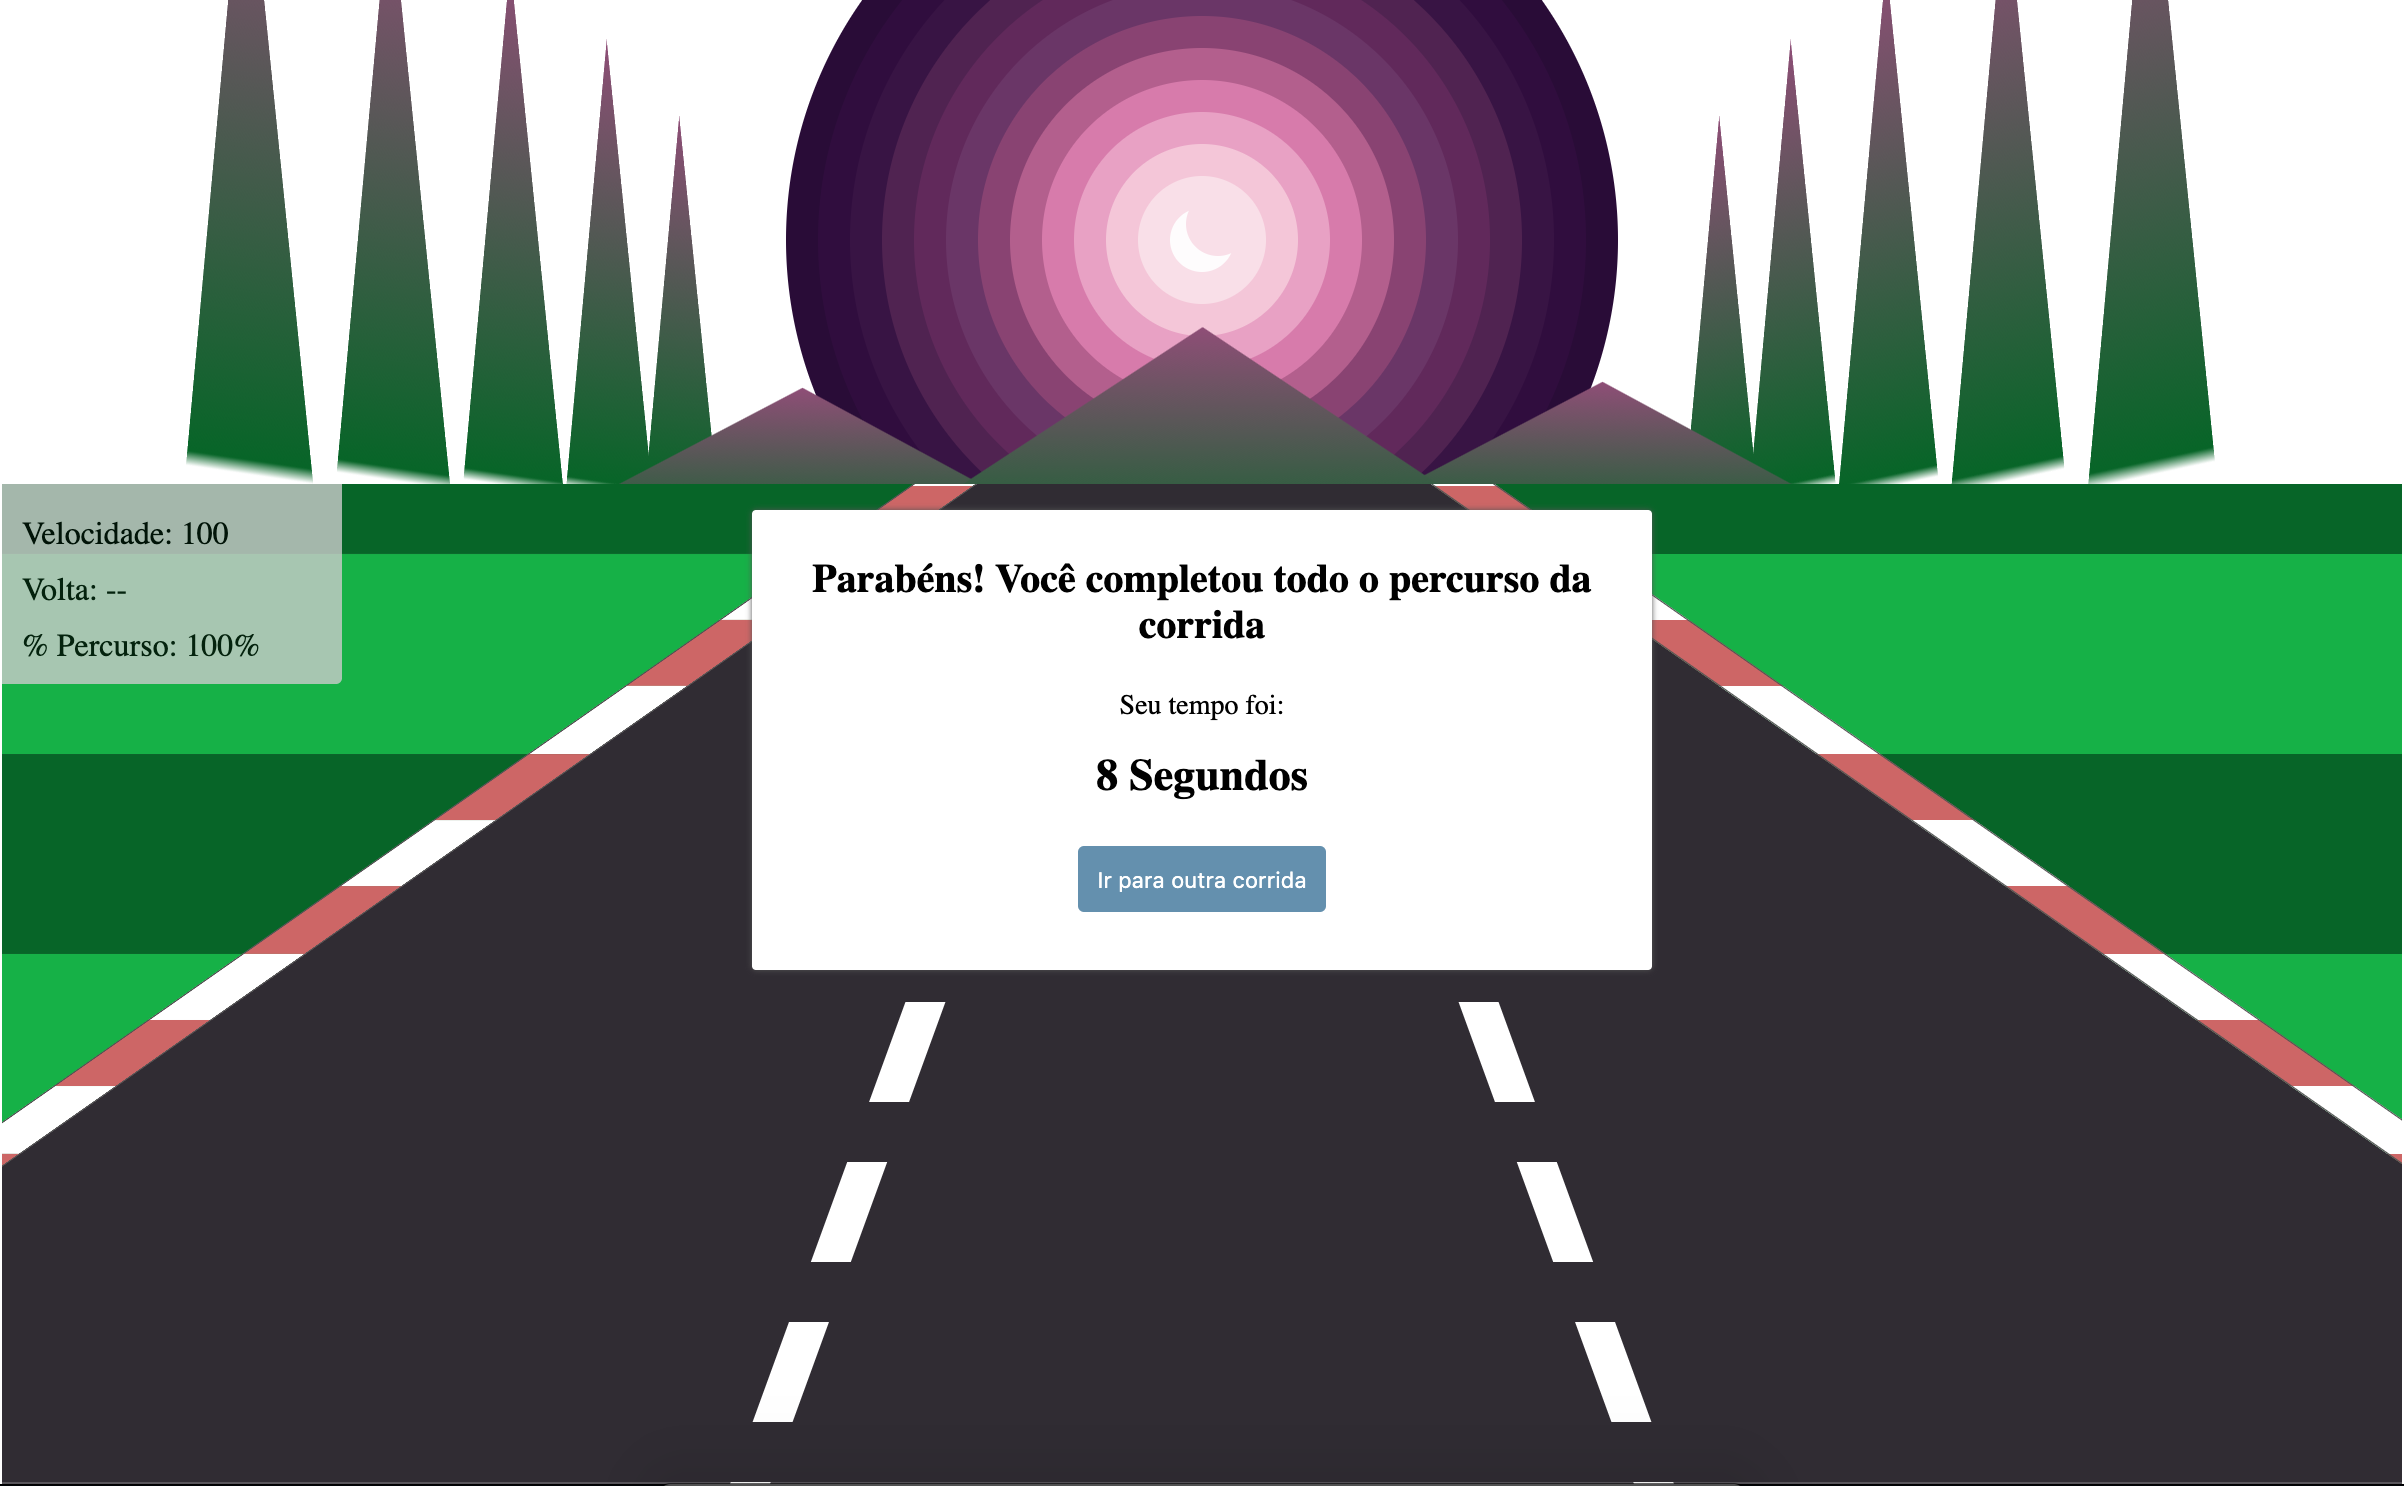 Velocidade: 100
Volta: --
% Percurso: 100%
Parabéns! Você completou todo o percurso da
corrida
Seu tempo foi:
8 Segundos
Ir para outra corrida